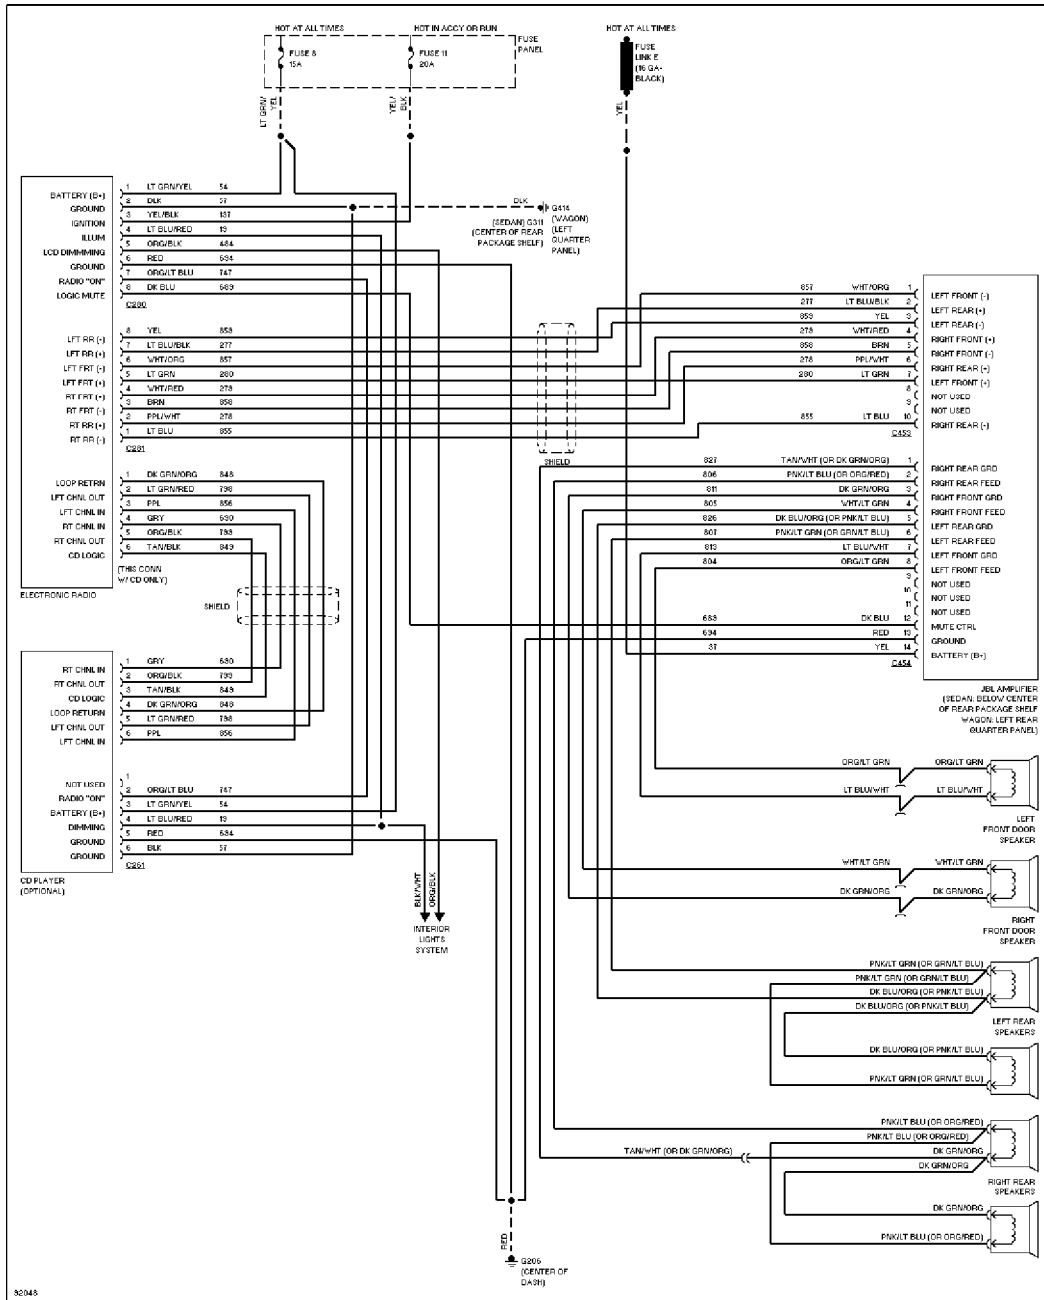 HOT AT ALL TIMES
HOT IN ACCY OR RUN
HOT AT ALL TIMES
FUSE 8
15A
FUSE 11
20A
FUSE
PANEL
FUSE
LINK E
(16 GA-
BLACK)
LT GRN/
YEL
YEL/
BLK
YEL
BATTERY (B+) 1 LT GRN/YEL 54
GROUND 2 BLK 57
IGNITION 3 YEL/BLK 137
ILLUM 4 LT BLU/RED 19
LCD DIMMMING 5 ORG/BLK 484
GROUND 6 RED 694
RADIO "ON" 7 ORG/LT BLU 747
LOGIC MUTE 8 DK BLU 689
C280
BLK
G414
(WAGON)
(LEFT
QUARTER
PANEL)
(SEDAN) G311
(CENTER OF REAR
PACKAGE SHELF)
LFT RR (-) 8 YEL 859
LFT RR (+) 7 LT BLU/BLK 277
LFT FRT (-) 6 WHT/ORG 857
LFT FRT (+) 5 LT GRN 280
RT FRT (+) 4 WHT/RED 279
RT FRT (-) 3 BRN 858
RT RR (+) 2 PPL/WHT 278
RT RR (-) 1 LT BLU 855
C281
SHIELD
LOOP RETRN 1 DK GRN/ORG 848
LFT CHNL OUT 2 LT GRN/RED 798
LFT CHNL IN 3 PPL 856
RT CHNL IN 4 GRY 690
RT CHNL OUT 5 ORG/BLK 799
CD LOGIC 6 TAN/BLK 849
(THIS CONN
W/ CD ONLY)
ELECTRONIC RADIO
SHIELD
RT CHNL IN 1 GRY 690
RT CHNL OUT 2 ORG/BLK 799
CD LOGIC 3 TAN/BLK 849
LOOP RETURN 4 DK GRN/ORG 848
LFT CHNL OUT 5 LT GRN/RED 798
LFT CHNL IN 6 PPL 856
NOT USED 1
RADIO "ON" 2 ORG/LT BLU 747
BATTERY (B+) 3 LT GRN/YEL 54
DIMMING 4 LT BLU/RED 19
GROUND 5 RED 694
GROUND 6 BLK 57
C261
CD PLAYER
(OPTIONAL)
BLK/WHT
ORG/BLK
INTERIOR
LIGHTS
SYSTEM
857 WHT/ORG 1 LEFT FRONT (-)
277 LT BLU/BLK 2 LEFT REAR (+)
859 YEL 3 LEFT REAR (-)
279 WHT/RED 4 RIGHT FRONT (+)
858 BRN 5 RIGHT FRONT (-)
278 PPL/WHT 6 RIGHT REAR (+)
280 LT GRN 7 LEFT FRONT (+)
8 NOT USED
9 NOT USED
855 LT BLU 10 RIGHT REAR (-)
C453
827 TAN/WHT (OR DK GRN/ORG) 1 RIGHT REAR GRD
806 PNK/LT BLU (OR ORG/RED) 2 RIGHT REAR FEED
811 DK GRN/ORG 3 RIGHT FRONT GRD
805 WHT/LT GRN 4 RIGHT FRONT FEED
826 DK BLU/ORG (OR PNK/LT BLU) 5 LEFT REAR GRD
807 PNK/LT GRN (OR GRN/LT BLU) 6 LEFT REAR FEED
813 LT BLU/WHT 7 LEFT FRONT GRD
804 ORG/LT GRN 8 LEFT FRONT FEED
9 NOT USED
10 NOT USED
11 NOT USED
689 DK BLU 12 MUTE CTRL
694 RED 13 GROUND
37 YEL 14 BATTERY (B+)
C454
JBL AMPLIFIER
(SEDAN: BELOW CENTER
OF REAR PACKAGE SHELF
WAGON: LEFT REAR
QUARTER PANEL)
ORG/LT GRN ORG/LT GRN
LT BLU/WHT LT BLU/WHT
LEFT
FRONT DOOR
SPEAKER
WHT/LT GRN WHT/LT GRN
DK GRN/ORG DK GRN/ORG
RIGHT
FRONT DOOR
SPEAKER
PNK/LT GRN (OR GRN/LT BLU)
PNK/LT GRN (OR GRN/LT BLU)
DK BLU/ORG (OR PNK/LT BLU)
DK BLU/ORG (OR PNK/LT BLU)
LEFT REAR
SPEAKERS
DK BLU/ORG (OR PNK/LT BLU)
PNK/LT GRN (OR GRN/LT BLU)
PNK/LT BLU (OR ORG/RED)
PNK/LT BLU (OR ORG/RED)
TAN/WHT (OR DK GRN/ORG) DK GRN/ORG
DK GRN/ORG
RIGHT REAR
SPEAKERS
DK GRN/ORG
PNK/LT BLU (OR ORG/RED)
RED
G206
(CENTER OF
DASH)
92048